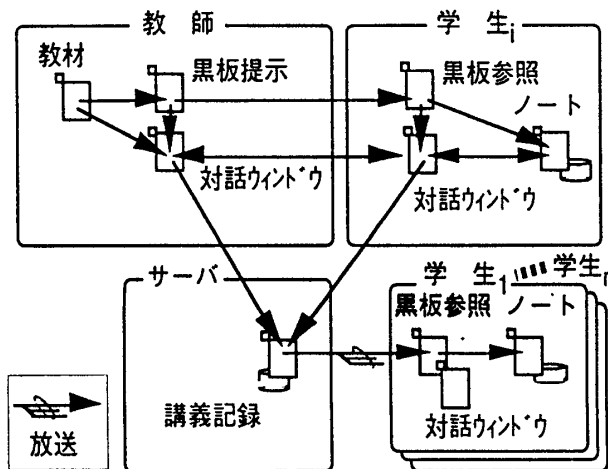 教 師
教材
黒板提示
対話ウィンドウ
学 生i
黒板参照
ノート
対話ウィンドウ
サーバ
講義記録
学 生1 学生n
黒板参照 ノート
対話ウィンドウ
放送